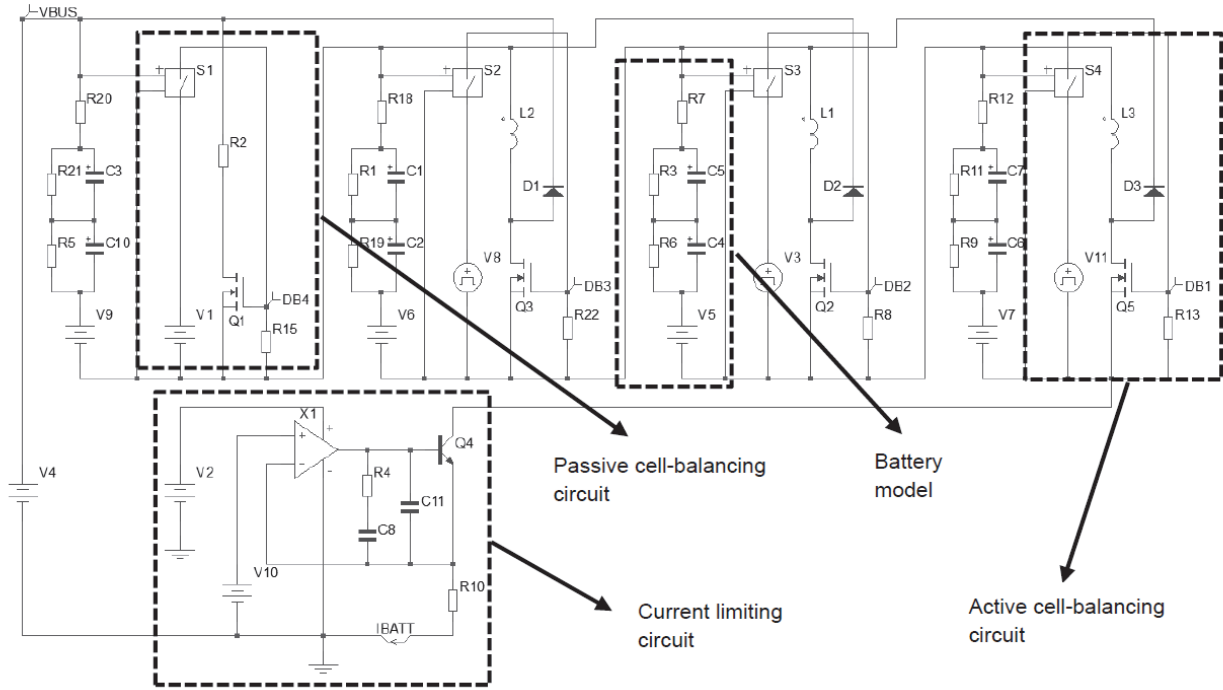 VBUS
S1
S2
S3
S4
R20
R18
R7
R12
L2
L1
L3
R2
R21
C3
R1
C1
R3
C5
R11
C7
D1
D2
D3
R5
C10
R19
C2
R6
C4
R9
C6
V8
V3
V11
DB4
DB3
DB2
DB1
Q1
Q3
Q2
Q5
V9
V1
R15
V6
R22
V5
R8
V7
R13
X1
Q4
V4
V2
R4
C11
C8
V10
R10
IBATT
Passive cell-balancing
circuit
Battery
model
Current limiting
circuit
Active cell-balancing
circuit